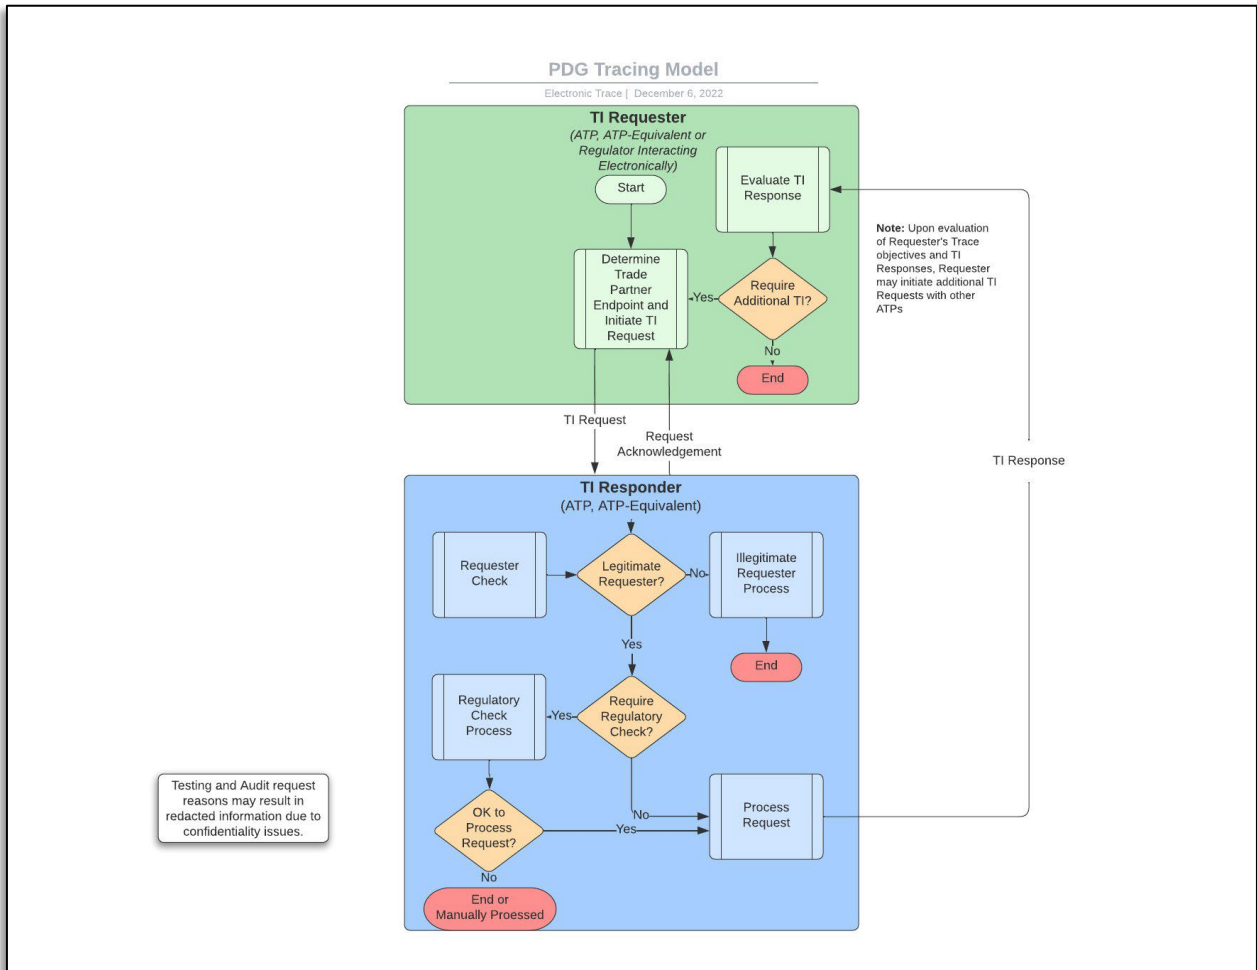 PDG Tracing Model
Electronic Trace | December 6, 2022
TI Requester
(ATP, ATP-Equivalent or
Regulator Interacting
Electronically)
Start
Evaluate TI
Response
Determine
Trade
Partner
Endpoint and
Initiate TI
Request
Yes
Require
Additional TI?
No
End
Note: Upon evaluation
of Requester's Trace
objectives and TI
Responses, Requester
may initiate additional TI
Requests with other
ATPs
TI Request
Request
Acknowledgement
TI Response
TI Responder
(ATP, ATP-Equivalent)
Requester
Check
Legitimate
Requester?
No
Illegitimate
Requester
Process
Yes
End
Regulatory
Check
Process
Yes
Require
Regulatory
Check?
Testing and Audit request
reasons may result in
redacted information due to
confidentiality issues.
OK to
Process
Request?
No
Yes
Process
Request
No
End or
Manually Proessed